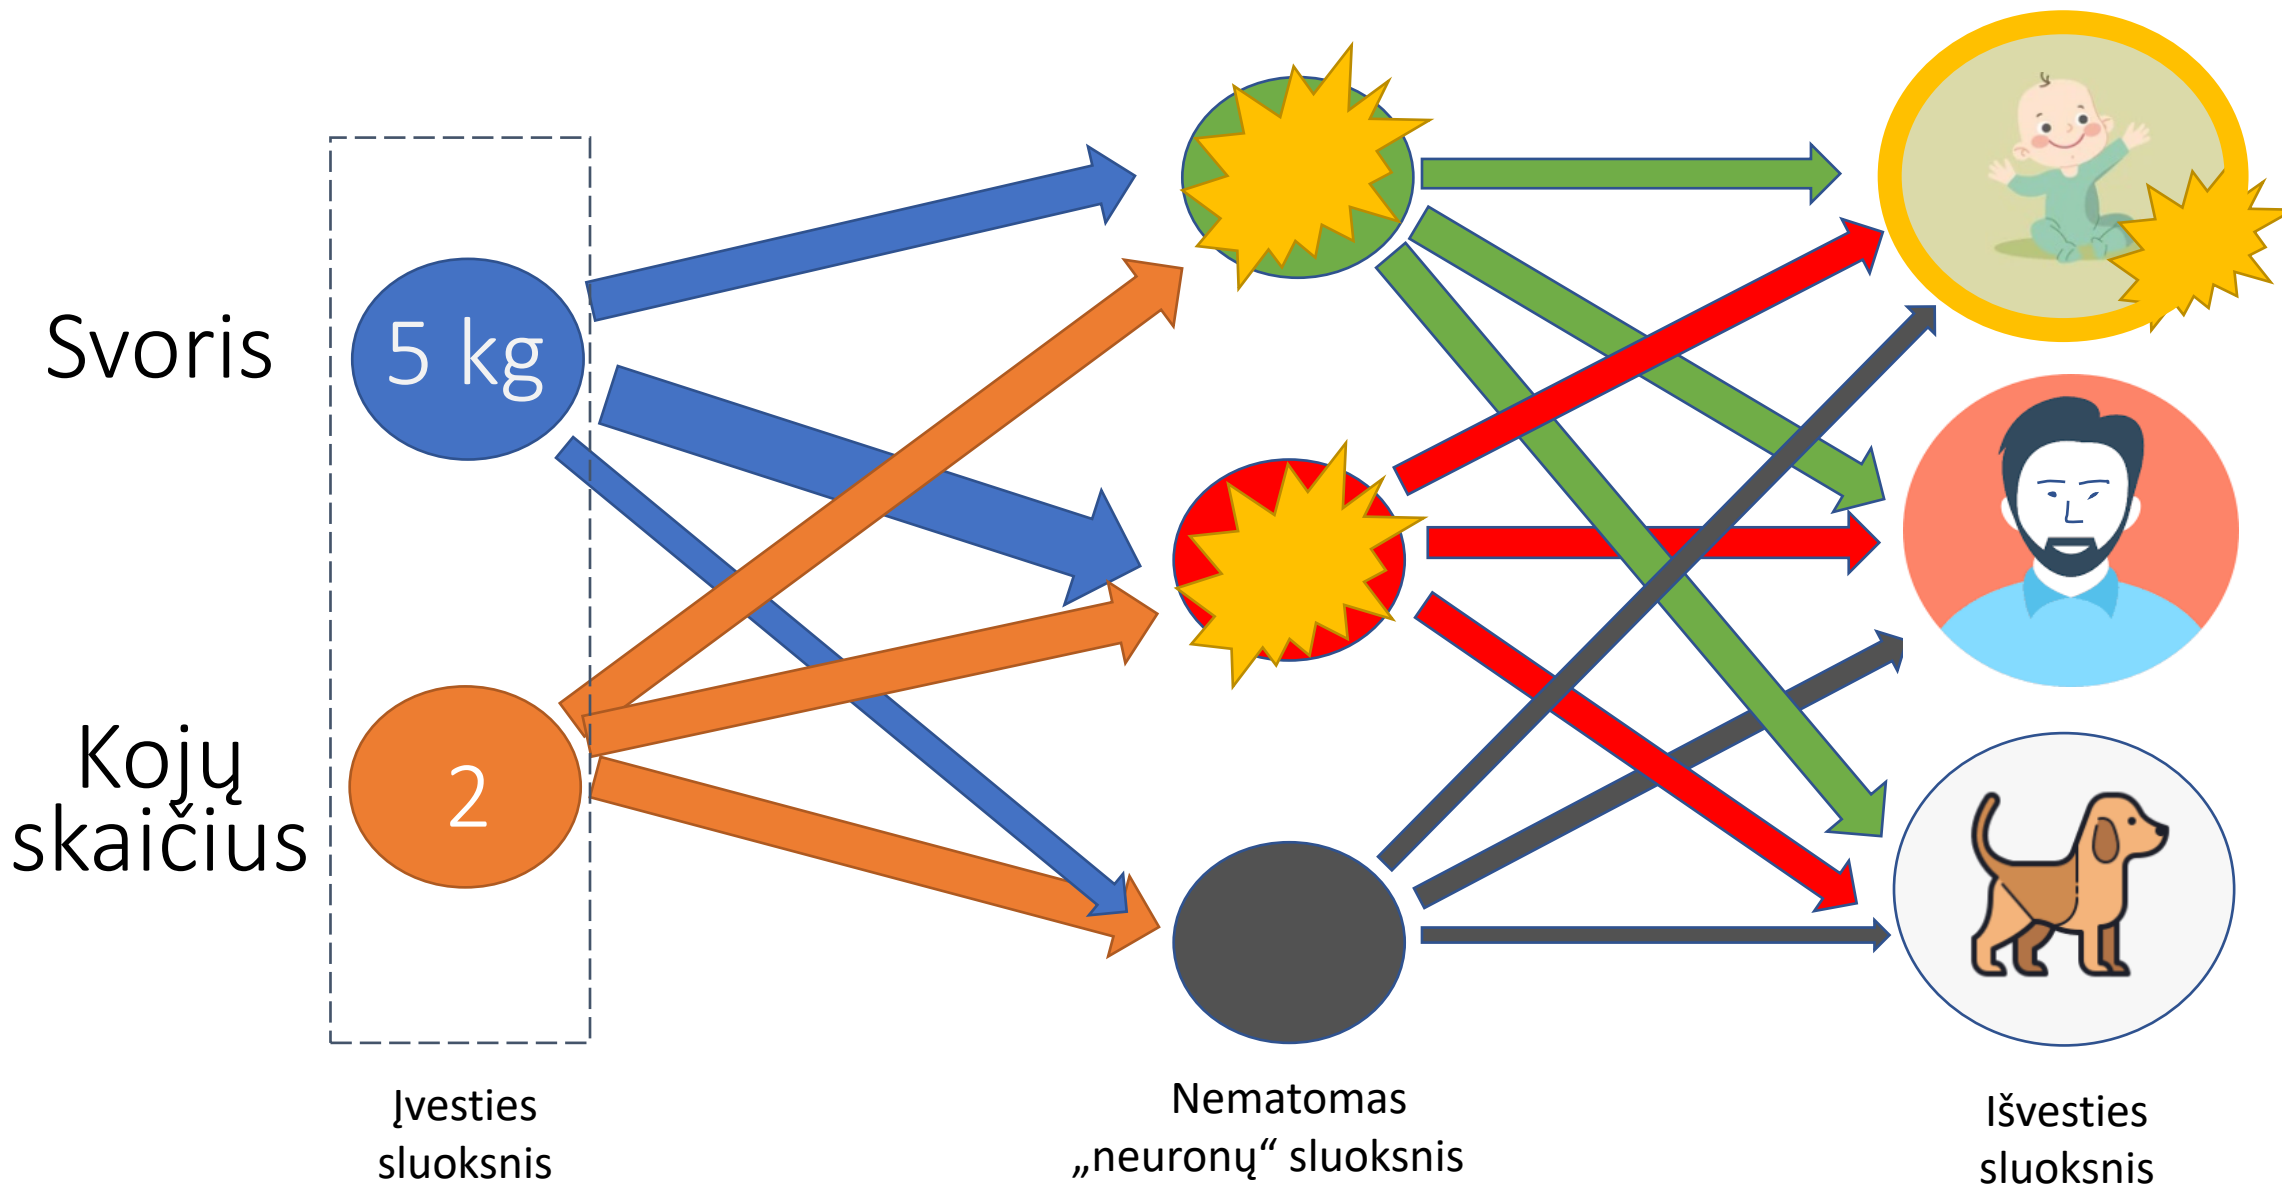 Svoris
5 kg
Kojų
skaičius
2
Įvesties
sluoksnis
Nematomas
„neuronų“ sluoksnis
Išvesties
sluoksnis